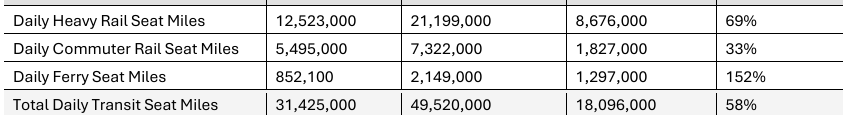 Daily Heavy Rail Seat Miles 12,523,000 21,199,000 8,676,000 69%
Daily Commuter Rail Seat Miles 5,495,000 7,322,000 1,827,000 33%
Daily Ferry Seat Miles 852,100 2,149,000 1,297,000 152%
Total Daily Transit Seat Miles 31,425,000 49,520,000 18,096,000 58%